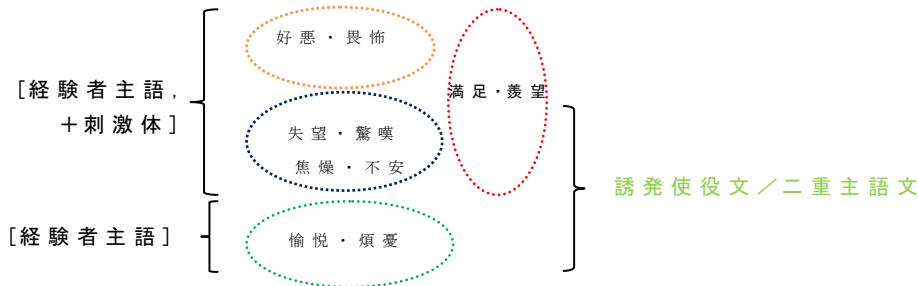 好悪・畏怖
[経験者主語,
+刺激体]
満足・羨望
失望・驚嘆
焦燥・不安
誘発使役文/二重主語文
[経験者主語]
愉悦・煩憂